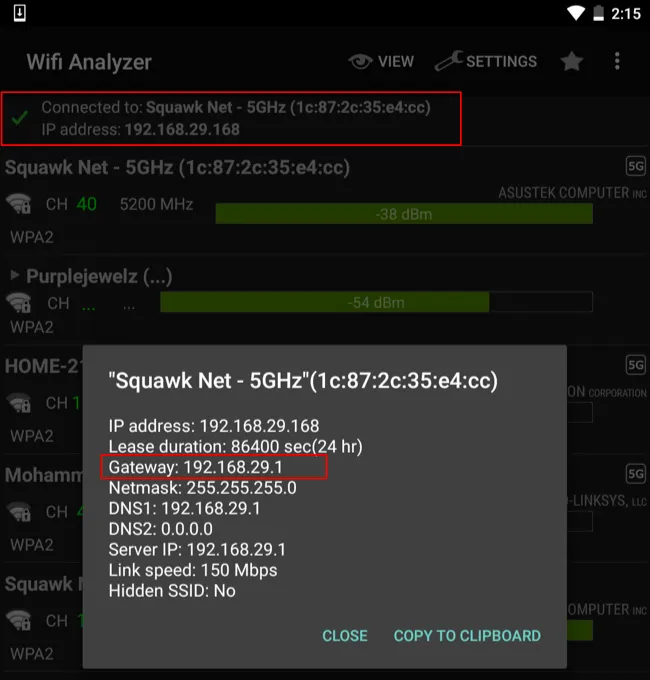 2:15
Wifi Analyzer
VIEW
SETTINGS
Connected to: Squawk Net - 5GHz (1c:87:2c:35:e4:cc)
IP address: 192.168.29.168
Squawk Net - 5GHz (1c:87:2c:35:e4:cc)
5G
ASUSTEK COMPUTER INC
CH 40 5200 MHz
-38 dBm
WPA2
Purplejewelz (...)
CH ... ...
-54 dBm
WPA2
HOME-21
5G
ON CORPORATION
CH 1
WPA2
Mohamm
5G
-LINKSYS, LLC
CH 4
WPA2
Squawk N
5G
OMPUTER INC
CH 1
WPA2
"Squawk Net - 5GHz"(1c:87:2c:35:e4:cc)
IP address: 192.168.29.168
Lease duration: 86400 sec(24 hr)
Gateway: 192.168.29.1
Netmask: 255.255.255.0
DNS1: 192.168.29.1
DNS2: 0.0.0.0
Server IP: 192.168.29.1
Link speed: 150 Mbps
Hidden SSID: No
CLOSE
COPY TO CLIPBOARD